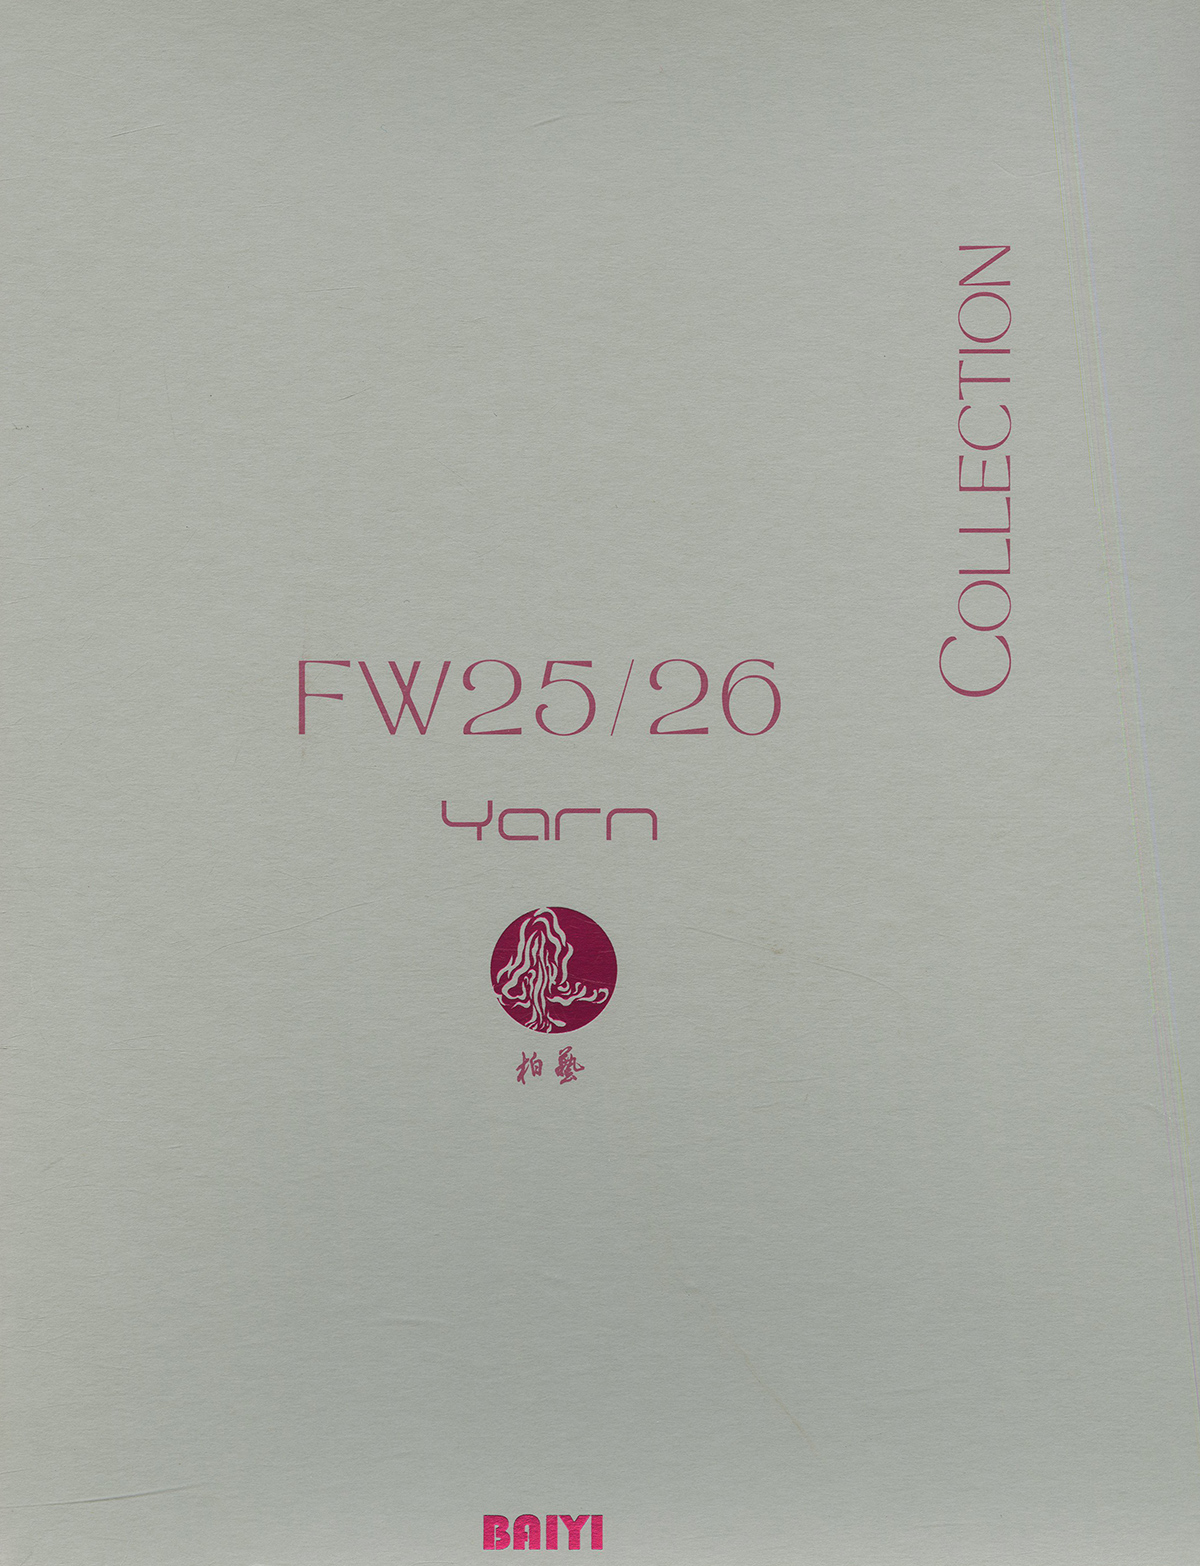 COLLECTION
FW25/26
Yarn
柏藝
BAIYI